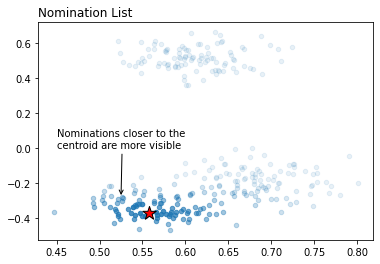 Nomination List
0.6
0.4
0.2
0.0
−0.2
−0.4
Nominations closer to the
centroid are more visible
0.45 0.50 0.55 0.60 0.65 0.70 0.75 0.80